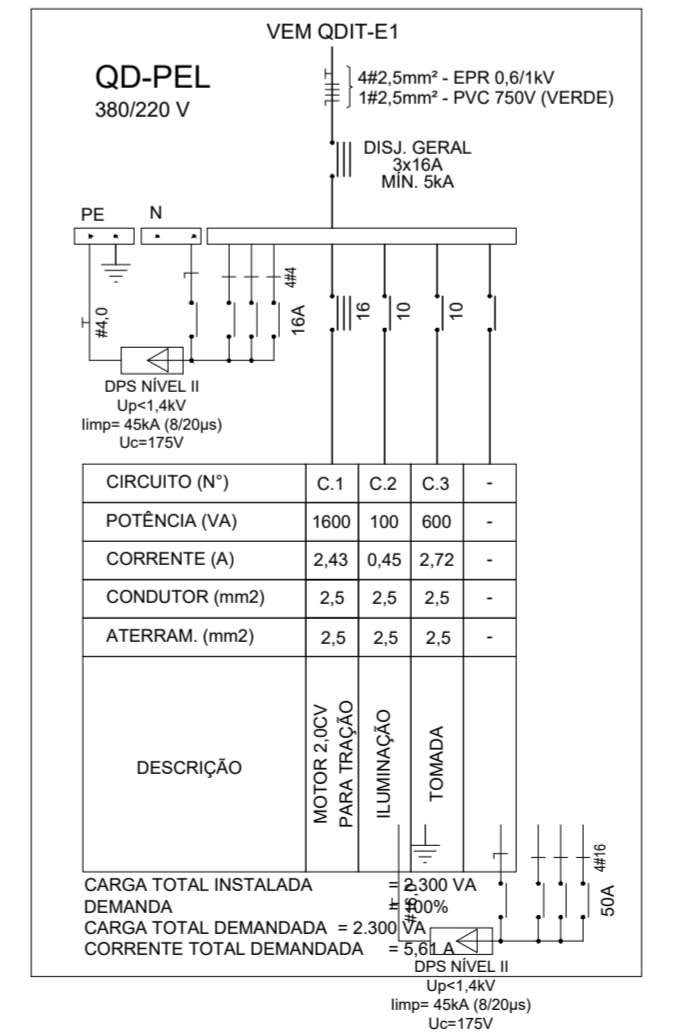 VEM QDIT-E1
QD-PEL
380/220 V
4#2,5mm² - EPR 0,6/1kV
1#2,5mm² - PVC 750V (VERDE)
DISJ. GERAL
3x16A
MÍN. 5kA
PE N
#4,0
4#4
16A
16
10
10
DPS NÍVEL II
Up<1,4kV
Iimp= 45kA (8/20µs)
Uc=175V
CIRCUITO (N°) C.1 C.2 C.3 -
POTÊNCIA (VA) 1600 100 600 -
CORRENTE (A) 2,43 0,45 2,72 -
CONDUTOR (mm2) 2,5 2,5 2,5 -
ATERRAM. (mm2) 2,5 2,5 2,5 -
DESCRIÇÃO
MOTOR 2,0CV
PARA TRAÇÃO
ILUMINAÇÃO
TOMADA
CARGA TOTAL INSTALADA = 2.300 VA
DEMANDA = 100%
CARGA TOTAL DEMANDADA = 2.300 VA
CORRENTE TOTAL DEMANDADA = 5,61 A
4#16
50A
DPS NÍVEL II
Up<1,4kV
Iimp= 45kA (8/20µs)
Uc=175V